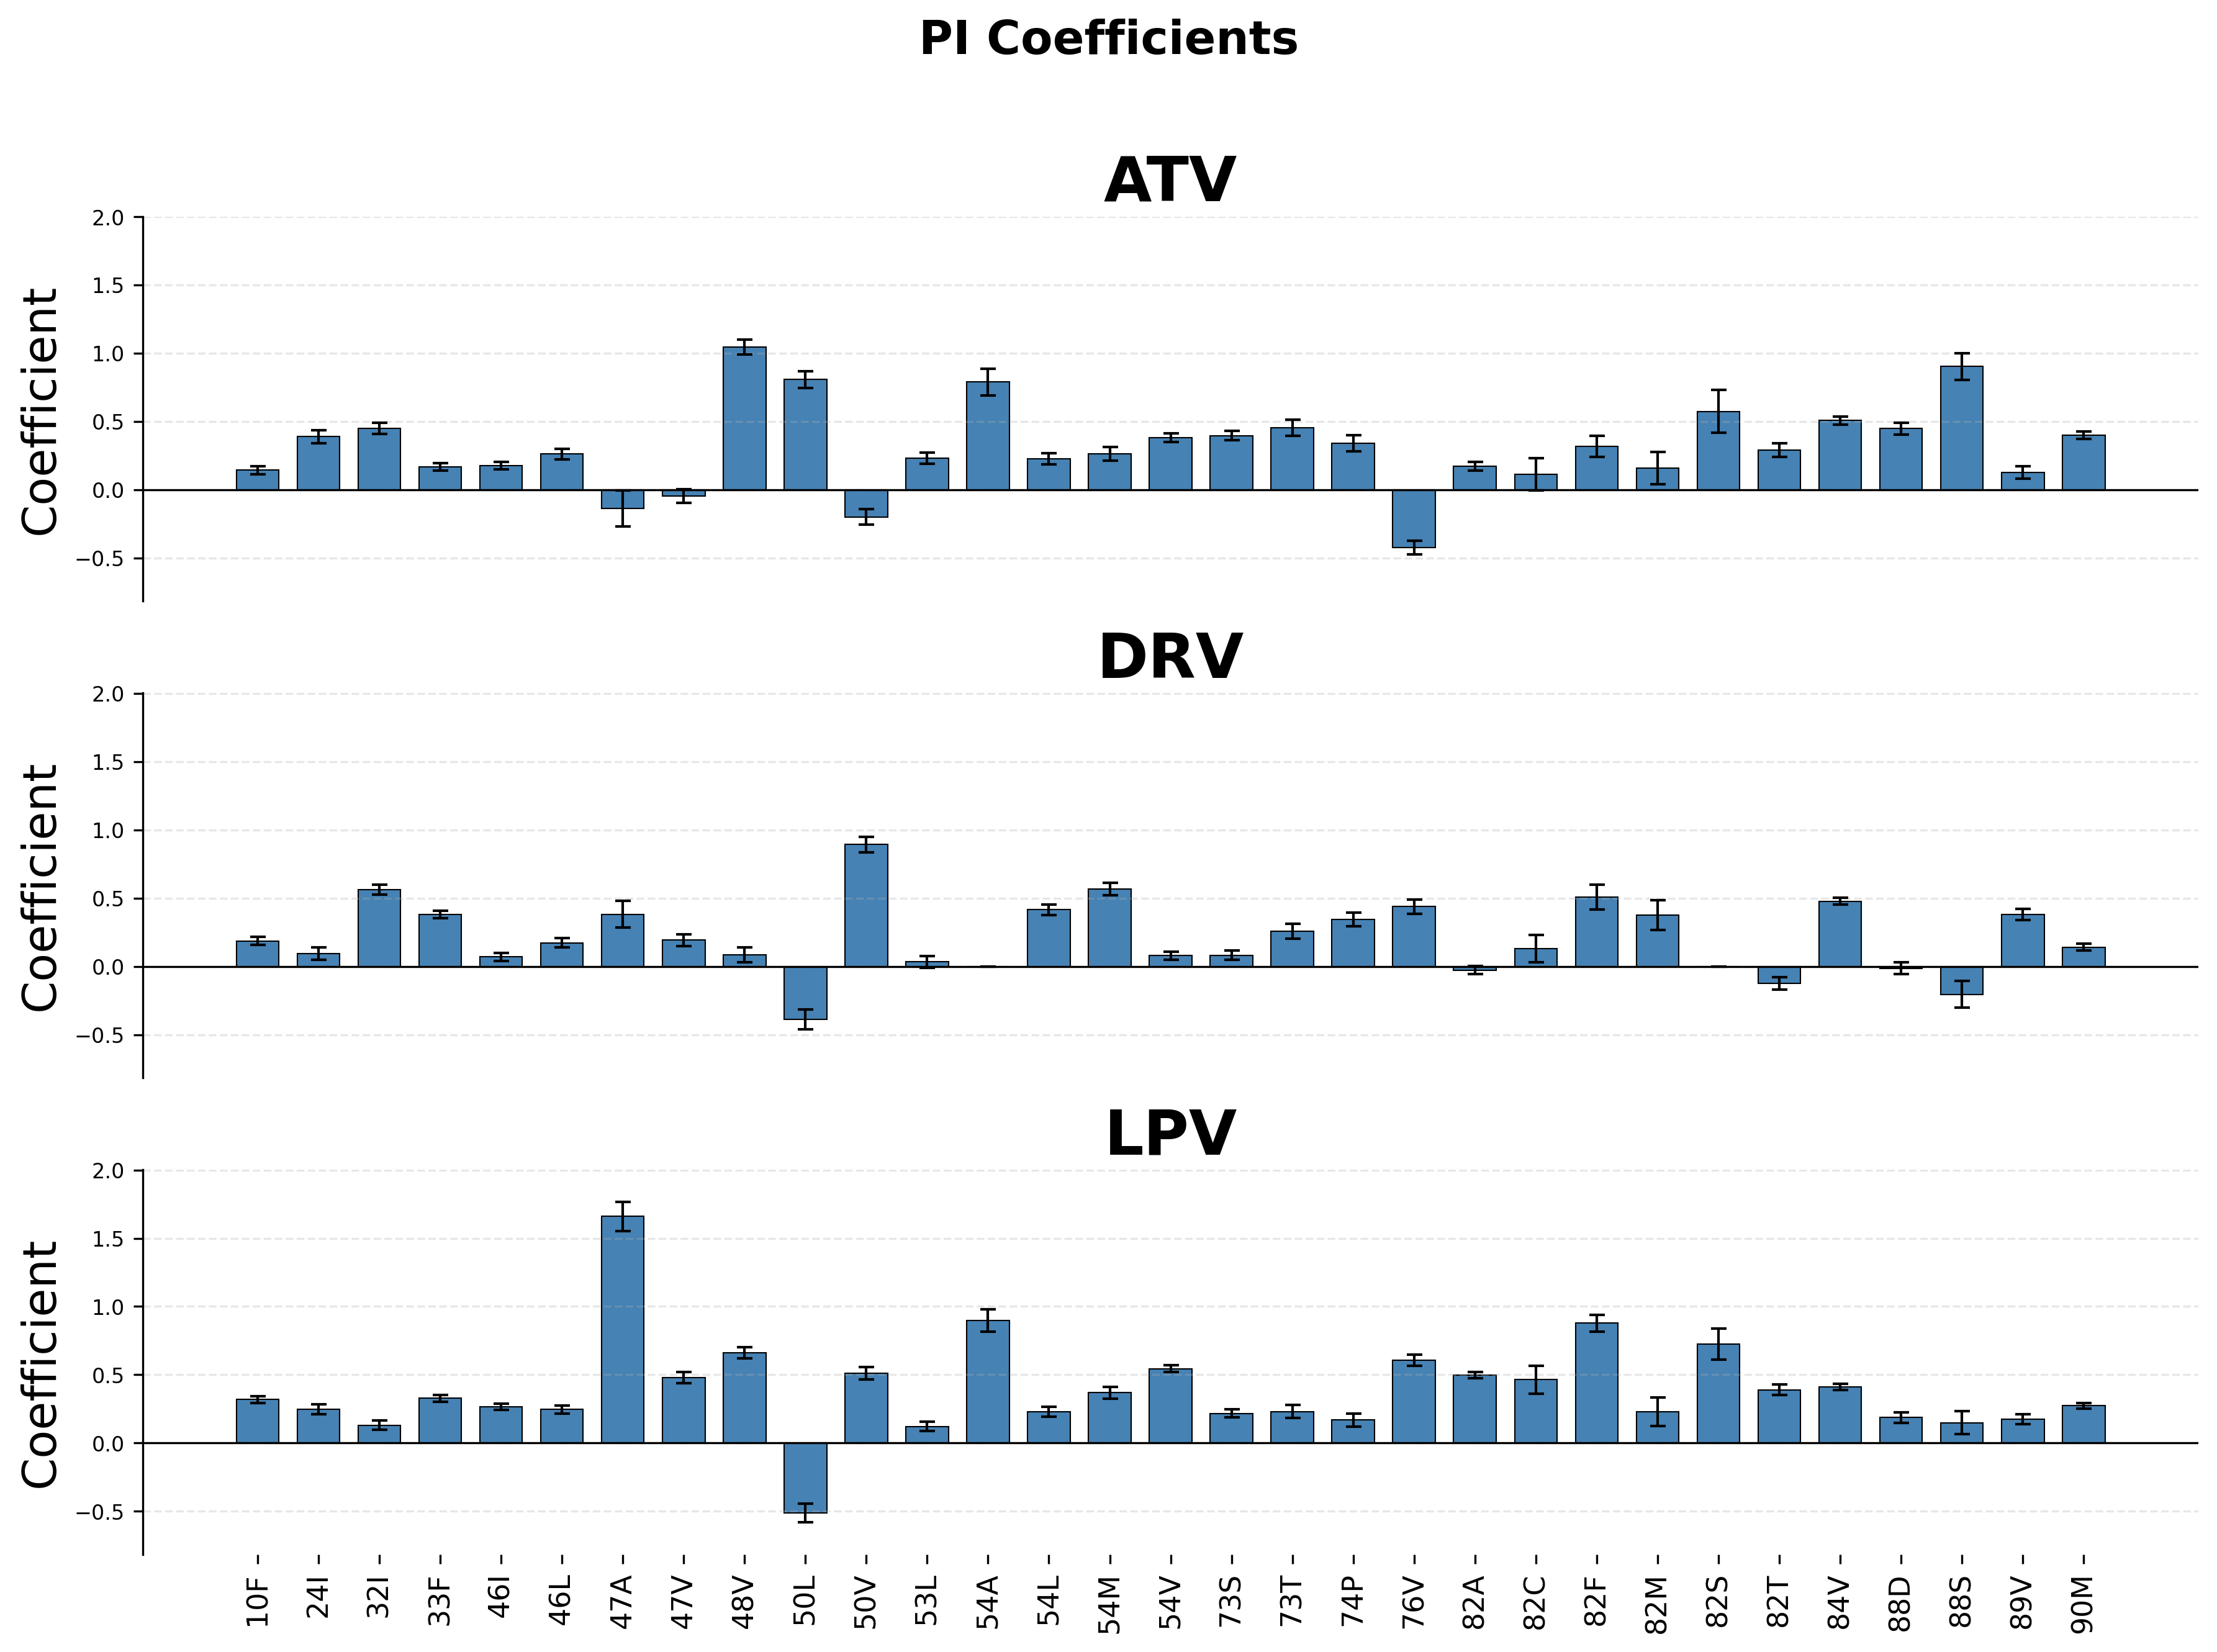 PI Coefficients
ATV
Coefficient
2.0
1.5
1.0
0.5
0.0
−0.5
DRV
Coefficient
2.0
1.5
1.0
0.5
0.0
−0.5
LPV
Coefficient
2.0
1.5
1.0
0.5
0.0
−0.5
10F 24I 32I 33F 46I 46L 47A 47V 48V 50L 50V 53L 54A 54L 54M 54V 73S 73T 74P 76V 82A 82C 82F 82M 82S 82T 84V 88D 88S 89V 90M